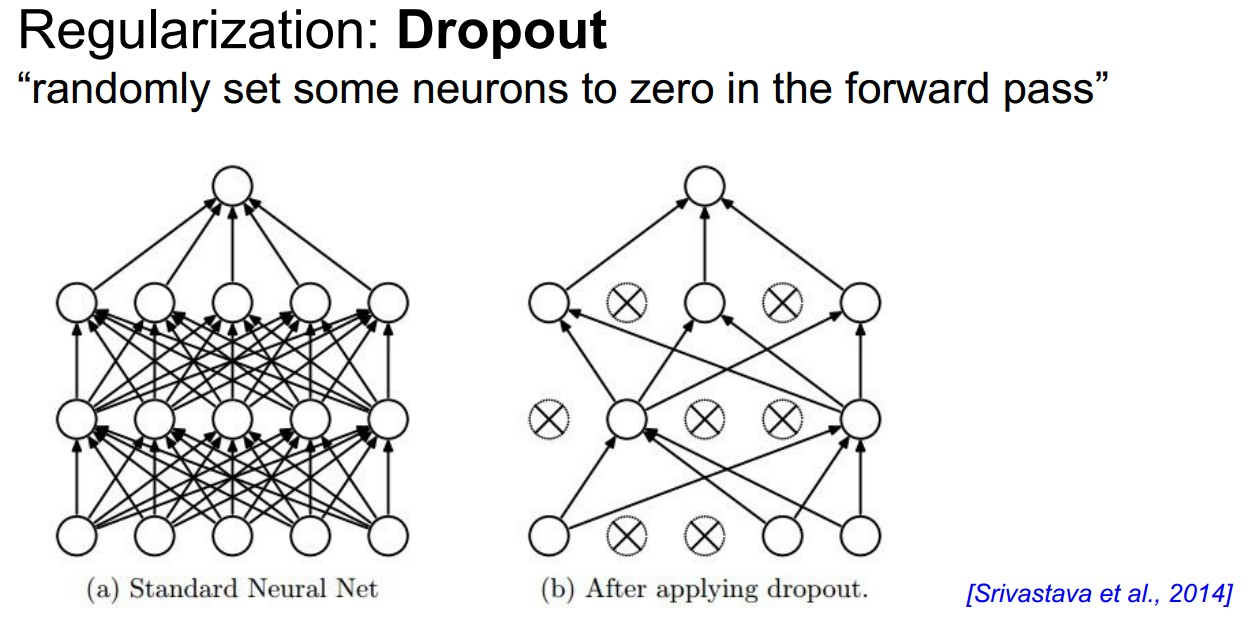 Regularization: Dropout
“randomly set some neurons to zero in the forward pass”
(a) Standard Neural Net
(b) After applying dropout.
[Srivastava et al., 2014]